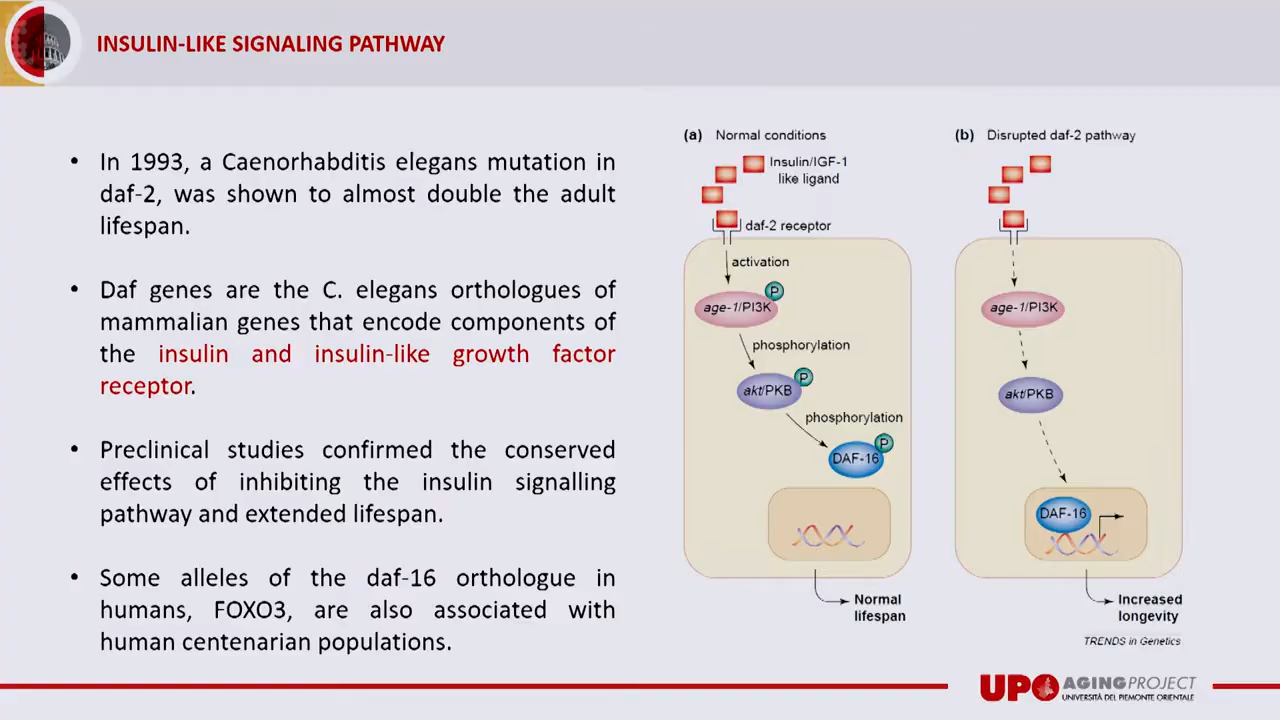 INSULIN-LIKE SIGNALING PATHWAY
• In 1993, a Caenorhabditis elegans mutation in
daf-2, was shown to almost double the adult
lifespan.
• Daf genes are the C. elegans orthologues of
mammalian genes that encode components of
the insulin and insulin-like growth factor
receptor.
• Preclinical studies confirmed the conserved
effects of inhibiting the insulin signalling
pathway and extended lifespan.
• Some alleles of the daf-16 orthologue in
humans, FOXO3, are also associated with
human centenarian populations.
(a) Normal conditions
Insulin/IGF-1
like ligand
daf-2 receptor
activation
P
age-1/PI3K
phosphorylation
P
akt/PKB
phosphorylation
P
DAF-16
Normal
lifespan
(b) Disrupted daf-2 pathway
age-1/PI3K
akt/PKB
DAF-16
Increased
longevity
TRENDS in Genetics
UPO AGING PROJECT
UNIVERSITÀ DEL PIEMONTE ORIENTALE